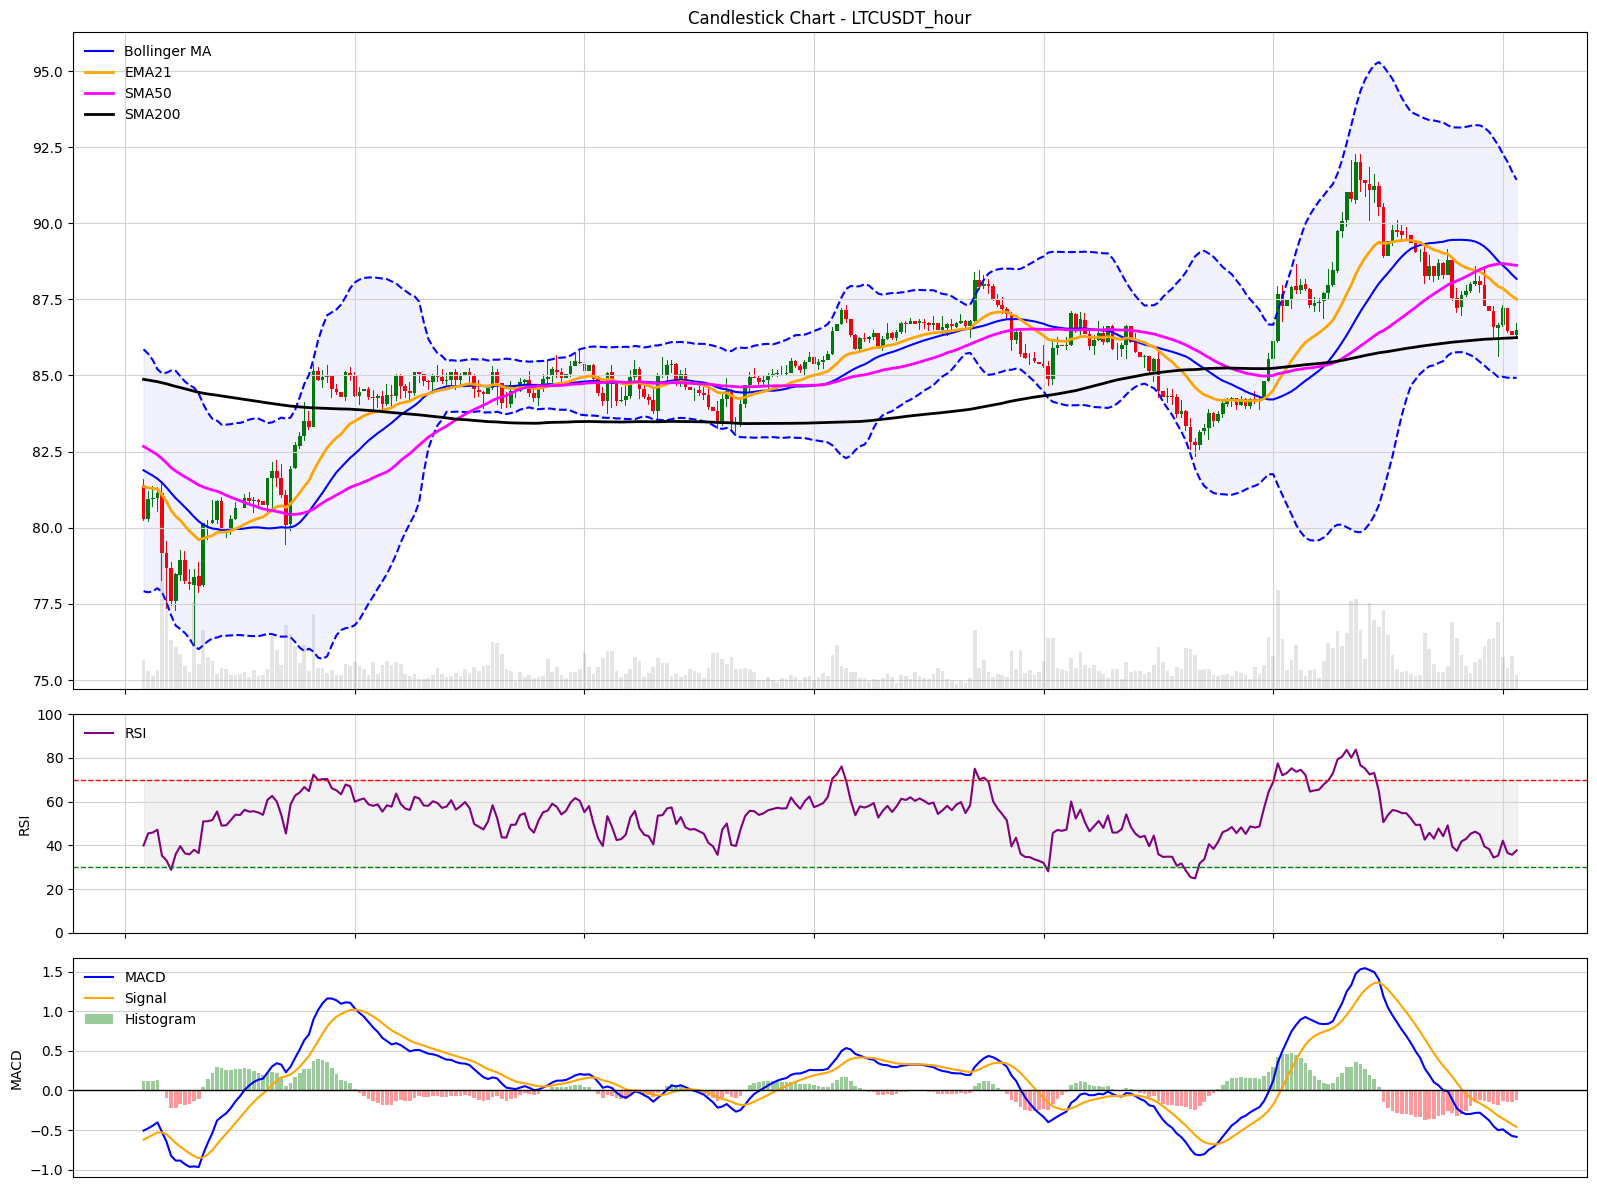 Candlestick Chart - LTCUSDT_hour
Bollinger MA
EMA21
SMA50
SMA200
95.0
92.5
90.0
87.5
85.0
82.5
80.0
77.5
75.0
RSI
100
80
60
40
20
0
RSI
MACD
Signal
Histogram
1.5
1.0
0.5
0.0
−0.5
−1.0
MACD